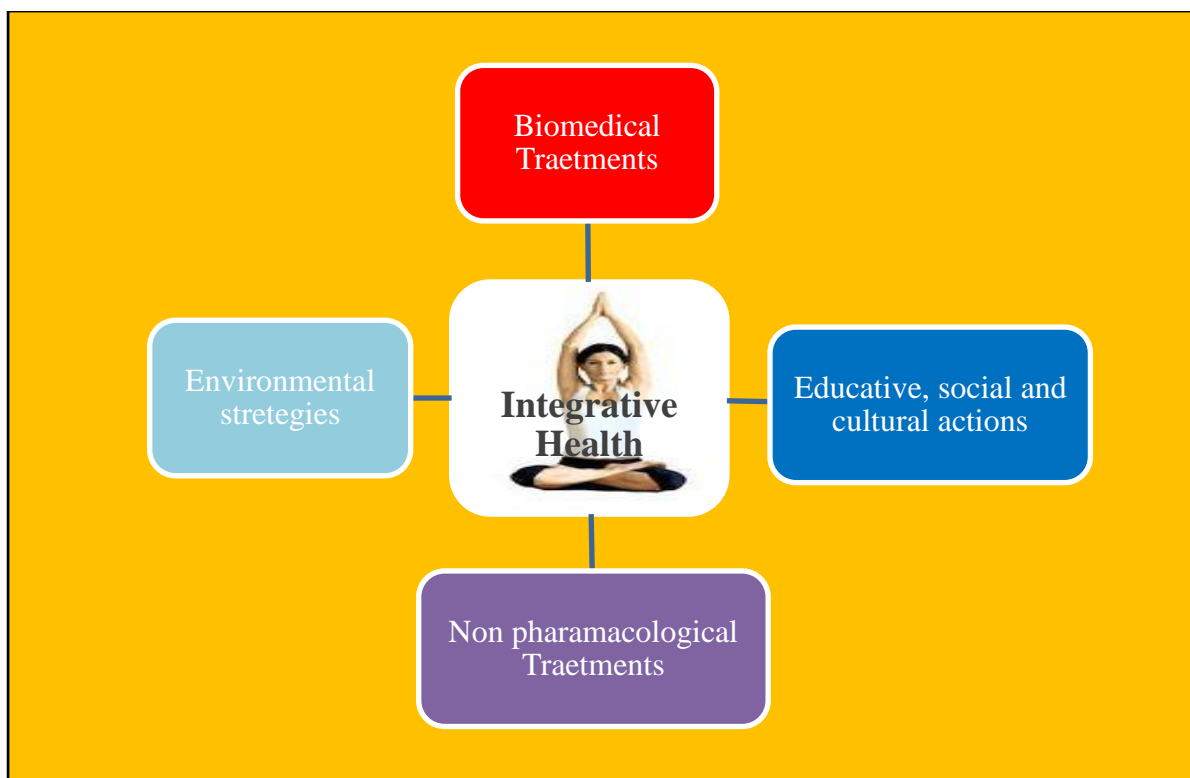 Biomedical
Traetments
Environmental
stretegies
Integrative
Health
Educative, social and
cultural actions
Non pharamacological
Traetments